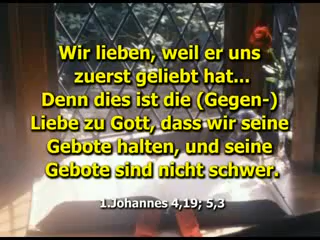 Wir lieben, weil er uns
zuerst geliebt hat...
Denn dies ist die (Gegen-)
Liebe zu Gott, dass wir seine
Gebote halten, und seine
Gebote sind nicht schwer.
1.Johannes 4,19; 5,3